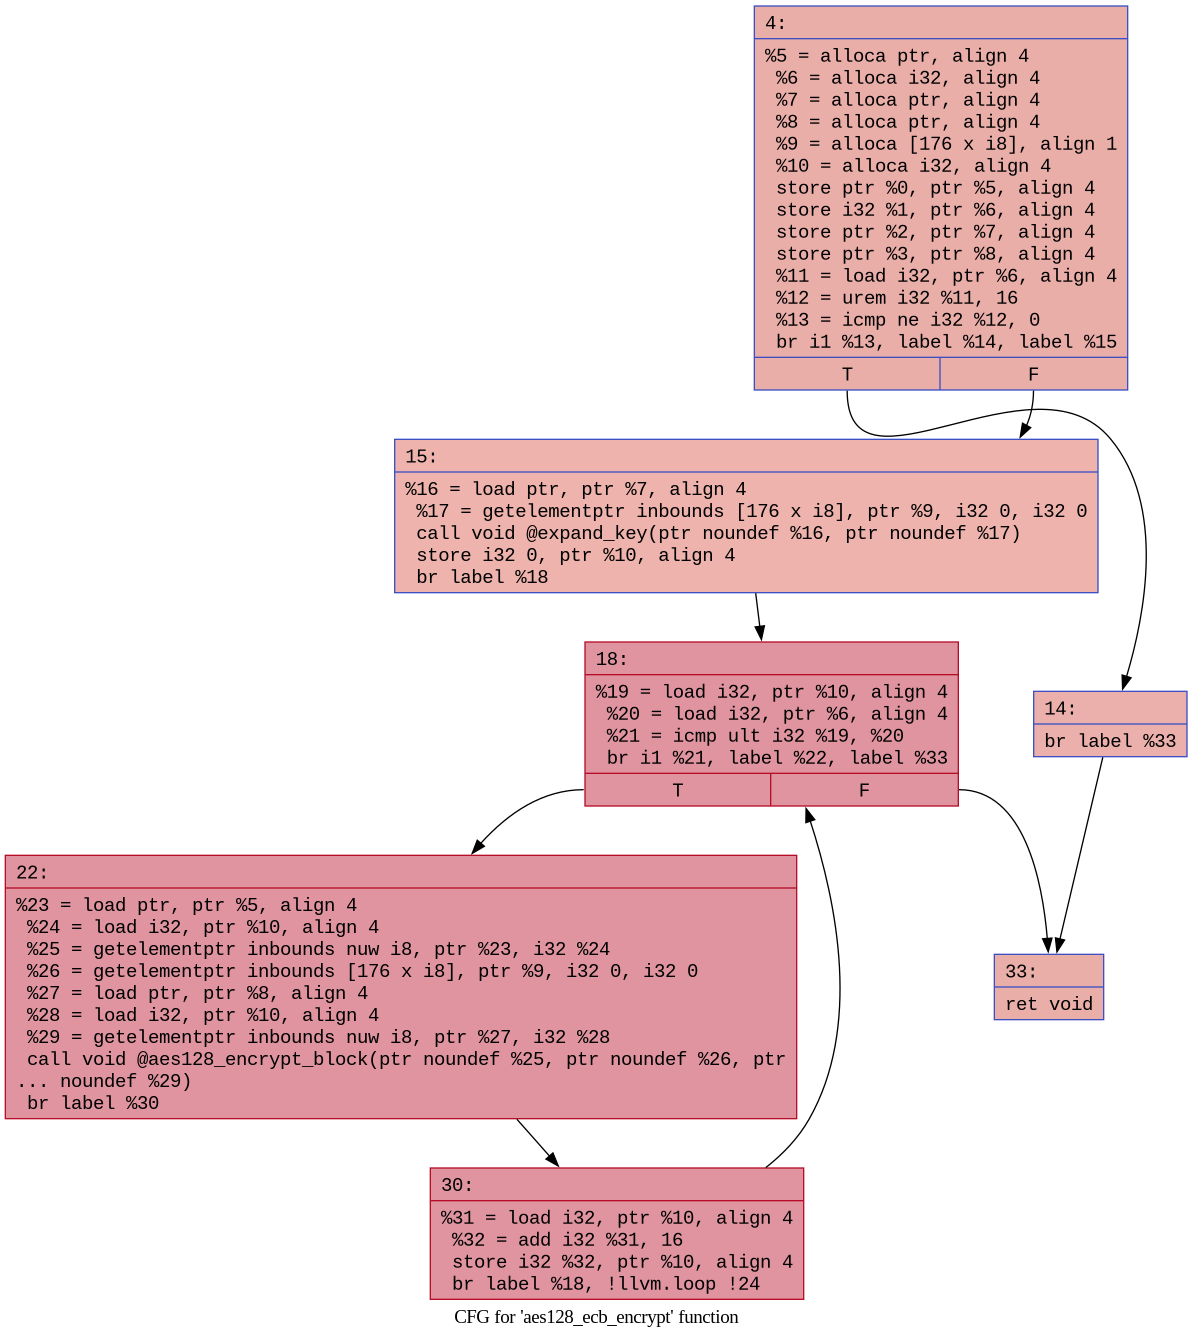 4:
%5 = alloca ptr, align 4
%6 = alloca i32, align 4
%7 = alloca ptr, align 4
%8 = alloca ptr, align 4
%9 = alloca [176 x i8], align 1
%10 = alloca i32, align 4
store ptr %0, ptr %5, align 4
store i32 %1, ptr %6, align 4
store ptr %2, ptr %7, align 4
store ptr %3, ptr %8, align 4
%11 = load i32, ptr %6, align 4
%12 = urem i32 %11, 16
%13 = icmp ne i32 %12, 0
br i1 %13, label %14, label %15
T F
15:
%16 = load ptr, ptr %7, align 4
%17 = getelementptr inbounds [176 x i8], ptr %9, i32 0, i32 0
call void @expand_key(ptr noundef %16, ptr noundef %17)
store i32 0, ptr %10, align 4
br label %18
18:
%19 = load i32, ptr %10, align 4
%20 = load i32, ptr %6, align 4
%21 = icmp ult i32 %19, %20
br i1 %21, label %22, label %33
T F
14:
br label %33
22:
%23 = load ptr, ptr %5, align 4
%24 = load i32, ptr %10, align 4
%25 = getelementptr inbounds nuw i8, ptr %23, i32 %24
%26 = getelementptr inbounds [176 x i8], ptr %9, i32 0, i32 0
%27 = load ptr, ptr %8, align 4
%28 = load i32, ptr %10, align 4
%29 = getelementptr inbounds nuw i8, ptr %27, i32 %28
call void @aes128_encrypt_block(ptr noundef %25, ptr noundef %26, ptr
... noundef %29)
br label %30
33:
ret void
30:
%31 = load i32, ptr %10, align 4
%32 = add i32 %31, 16
store i32 %32, ptr %10, align 4
br label %18, !llvm.loop !24
CFG for 'aes128_ecb_encrypt' function